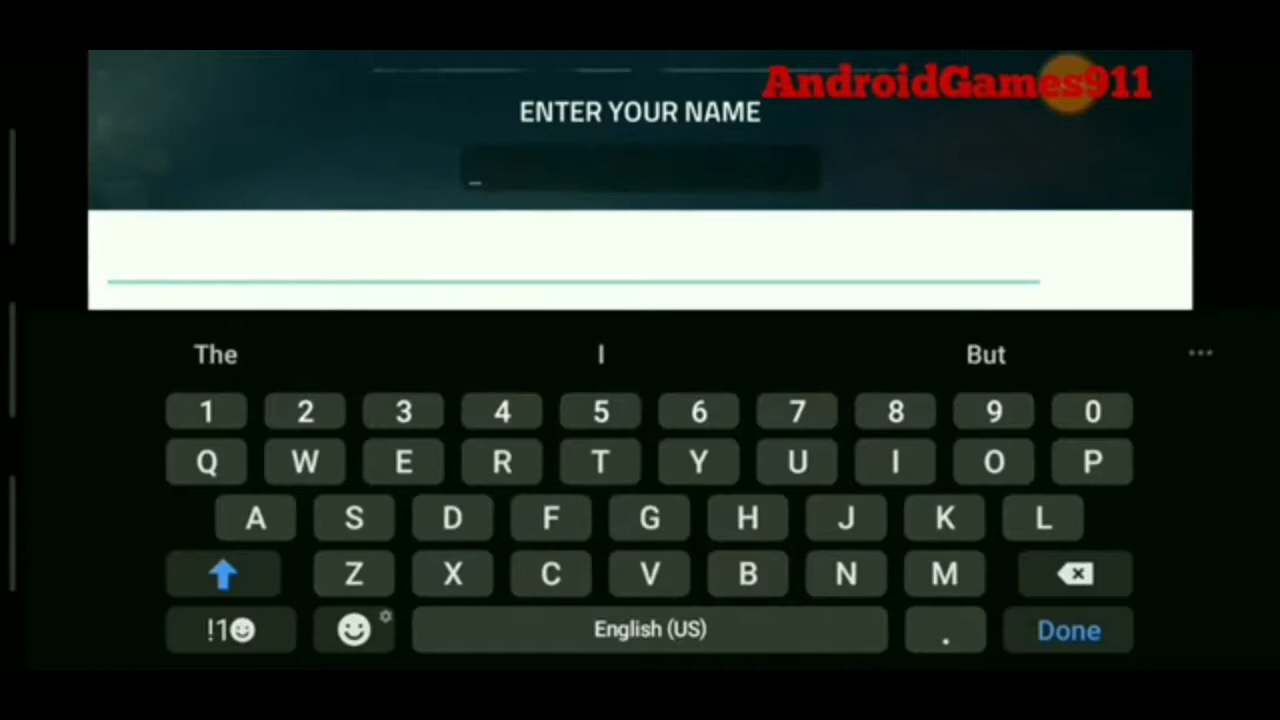 AndroidGames911
ENTER YOUR NAME
_
The I But ...
1 2 3 4 5 6 7 8 9 0
Q W E R T Y U I O P
A S D F G H J K L
Z X C V B N M
!1 English (US) . Done